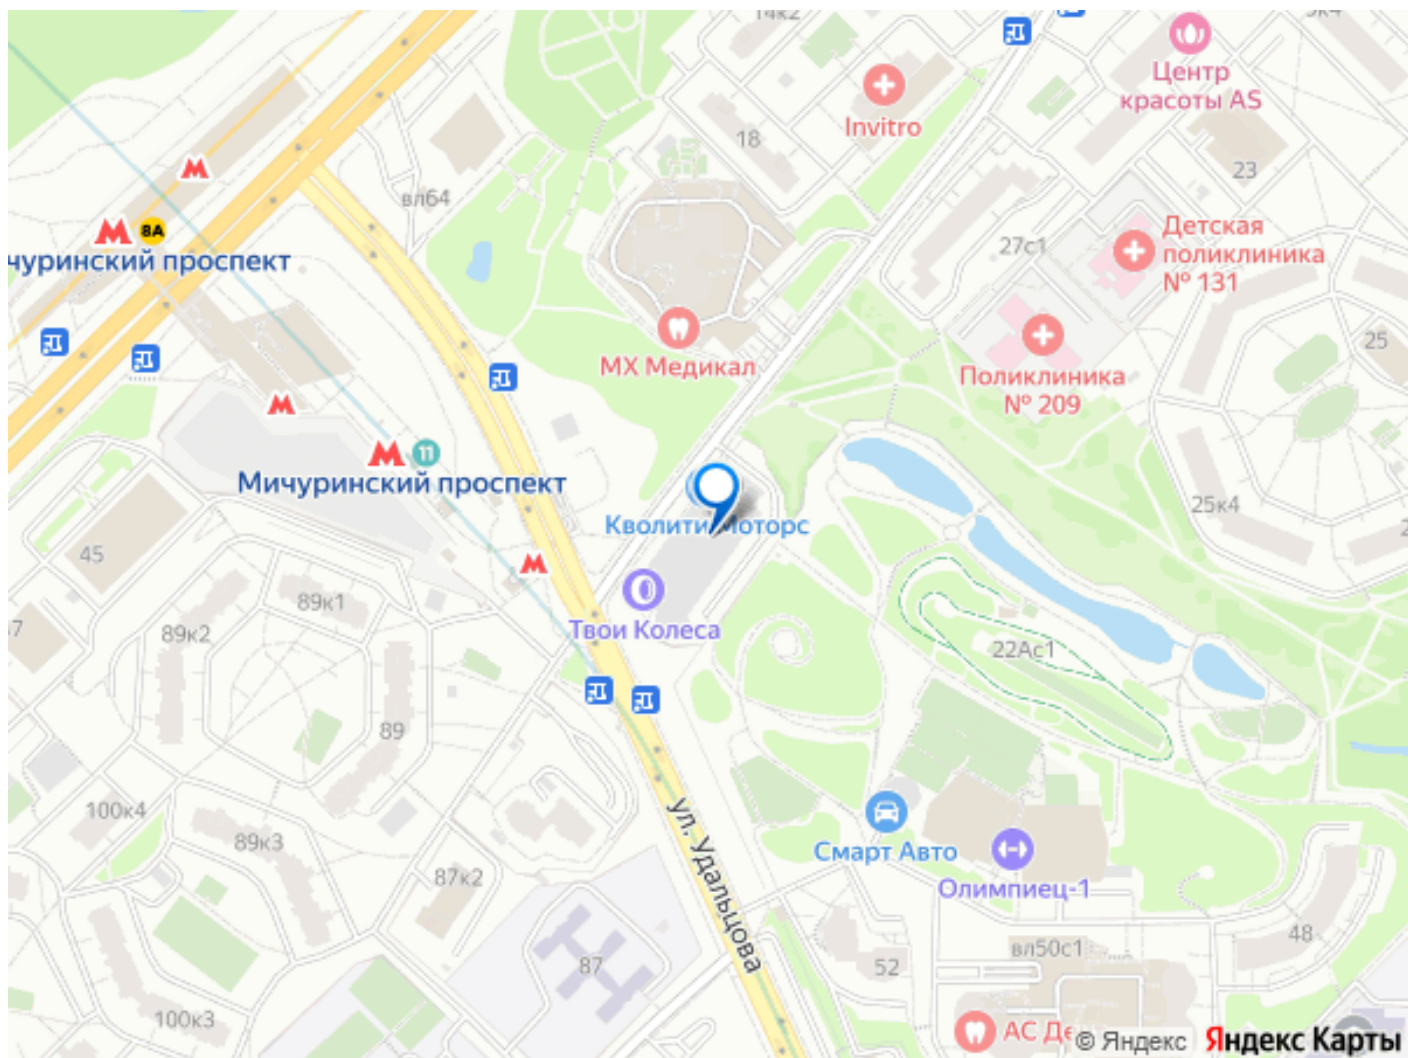 14к2
Центр
красоты AS
Invitro
18
23
вл64
8А
чуринский проспект
27с1
Детская
поликлиника
№ 131
МХ Медикал
Поликлиника
№ 209
25
11
Мичуринский проспект
25к4
Кволити Моторс
45
89к1
89к2
Твои Колеса
22Ас1
89
100к4
89к3
Смарт Авто
87к2
Олимпиец-1
ул. Удальцова
48
вл50с1
52
87
100к3
АС Де
© Яндекс
Яндекс Карты